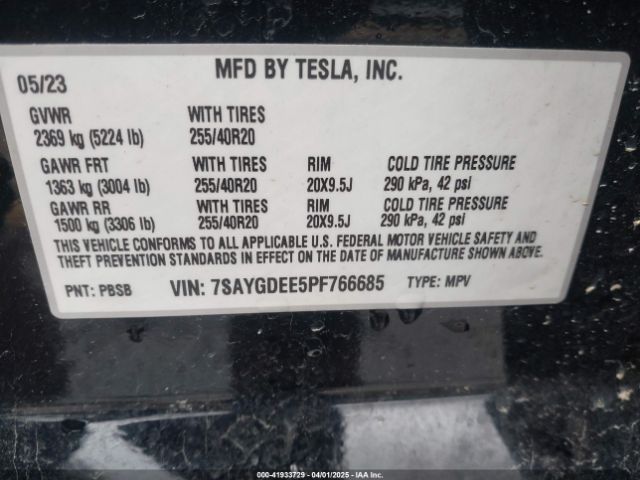 MFD BY TESLA, INC.
05/23
GVWR WITH TIRES
2369 kg (5224 lb) 255/40R20
GAWR FRT WITH TIRES RIM COLD TIRE PRESSURE
1363 kg (3004 lb) 255/40R20 20X9.5J 290 kPa, 42 psi
GAWR RR WITH TIRES RIM COLD TIRE PRESSURE
1500 kg (3306 lb) 255/40R20 20X9.5J 290 kPa, 42 psi
THIS VEHICLE CONFORMS TO ALL APPLICABLE U.S. FEDERAL MOTOR VEHICLE SAFETY AND
THEFT PREVENTION STANDARDS IN EFFECT ON THE DATE OF MANUFACTURE SHOWN ABOVE.
PNT: PBSB VIN: 7SAYGDEE5PF766685 TYPE: MPV
000-41933729 - 04/01/2025 - IAA Inc.